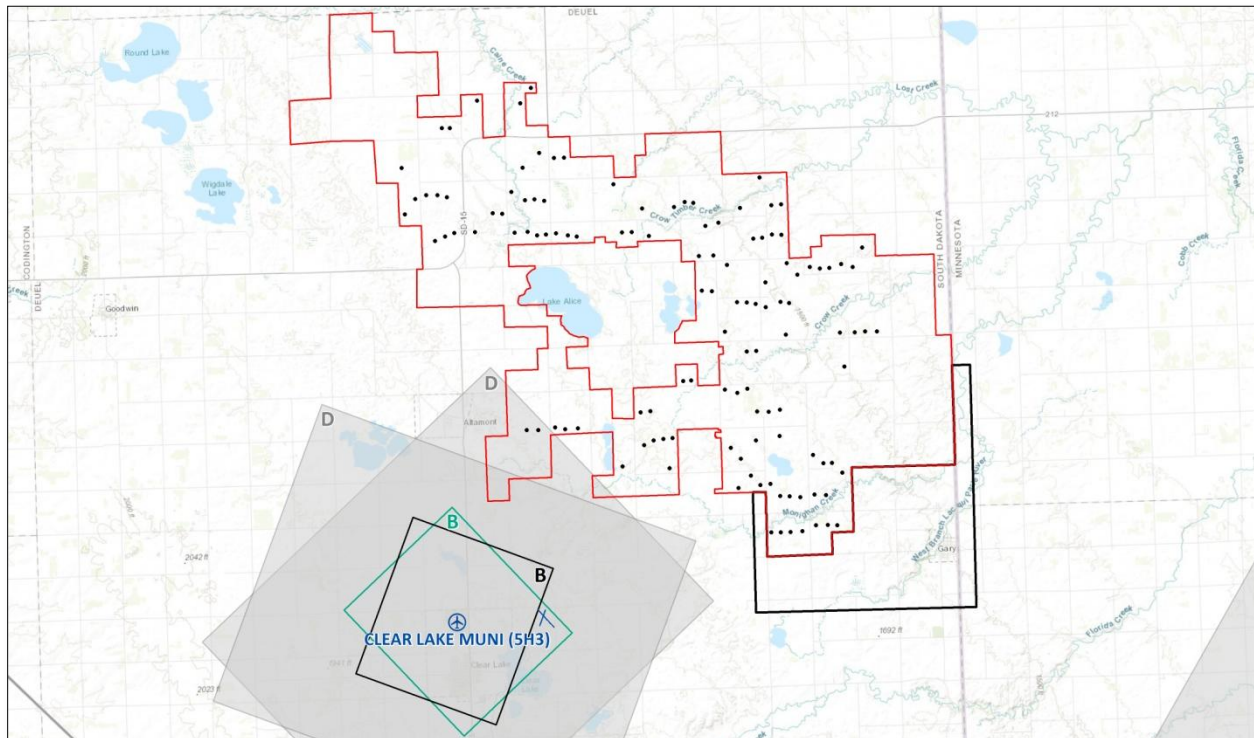 DEUEL
Round Lake
Caine Creek
Lost Creek
212
Florida Creek
Wigdale
Lake
Crow Timber Creek
SD-15
CODINGTON
DEUEL
SOUTH DAKOTA
MINNESOTA
Cobb Creek
Creek
Goodwin
Lake Alice
Crow Creek
D
D
Altamont
Monighan Creek
West Branch Lac qui Parle River
B
B
2042 ft
Gary
CLEAR LAKE MUNI (5H3)
1692 ft
Florida Creek
Clear Lake
2023 ft